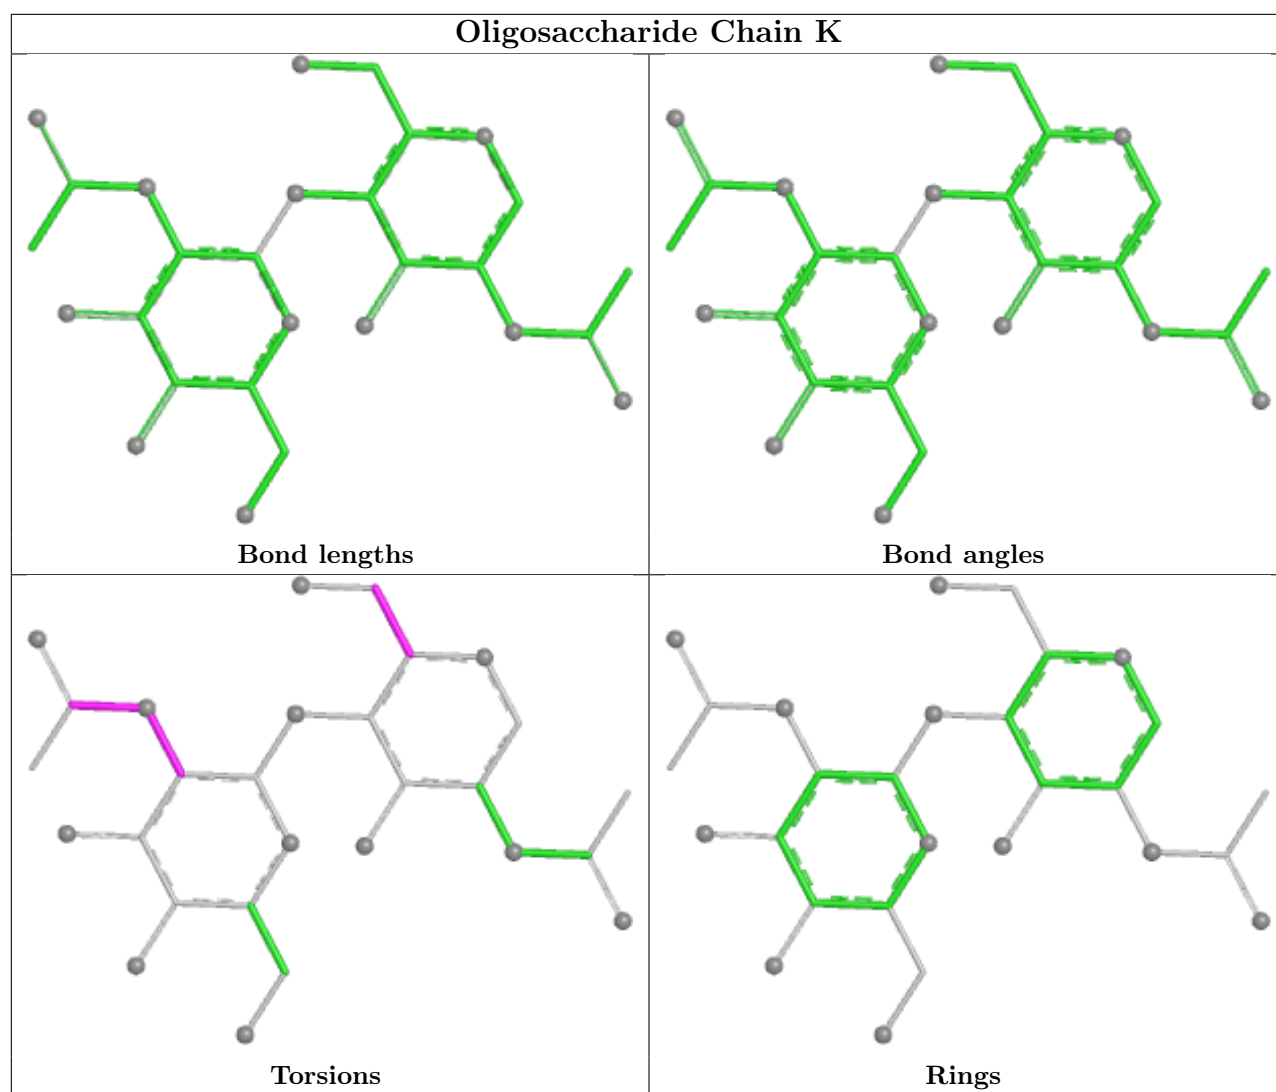 Oligosaccharide Chain K
Bond lengths
Bond angles
Torsions
Rings